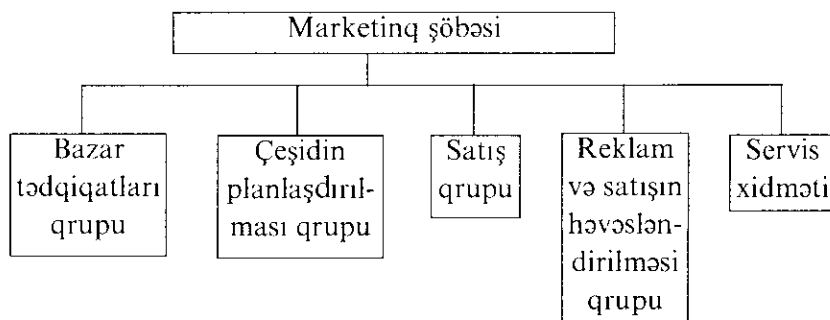 Marketinq şöbəsi
Bazar
tədqiqatları
qrupu
Çeşidin
planlaşdırıl-
ması qrupu
Satış
qrupu
Reklam
və satışın
həvəslən-
dirilməsi
qrupu
Servis
xidməti